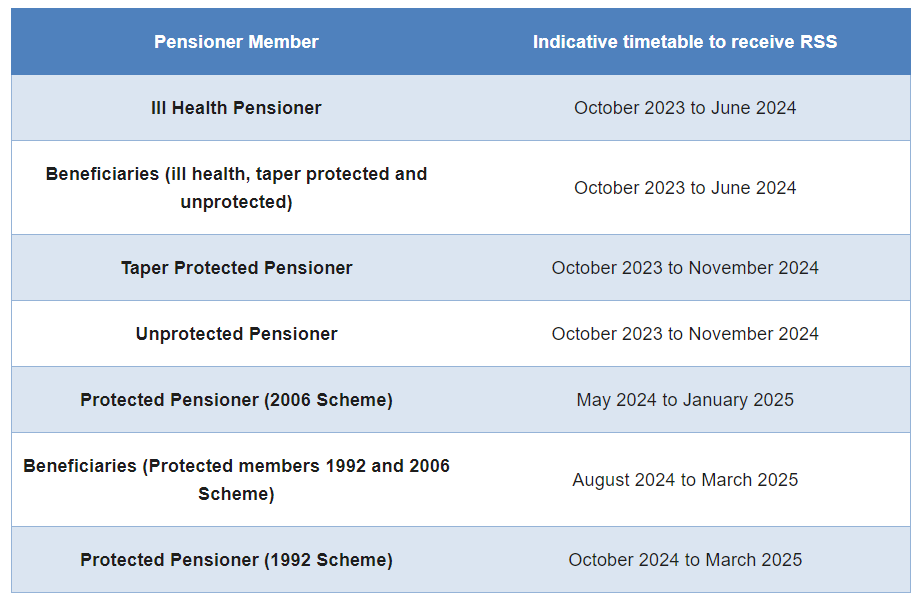 Pensioner Member
Indicative timetable to receive RSS
Ill Health Pensioner
October 2023 to June 2024
Beneficiaries (ill health, taper protected and
unprotected)
October 2023 to June 2024
Taper Protected Pensioner
October 2023 to November 2024
Unprotected Pensioner
October 2023 to November 2024
Protected Pensioner (2006 Scheme)
May 2024 to January 2025
Beneficiaries (Protected members 1992 and 2006
Scheme)
August 2024 to March 2025
Protected Pensioner (1992 Scheme)
October 2024 to March 2025